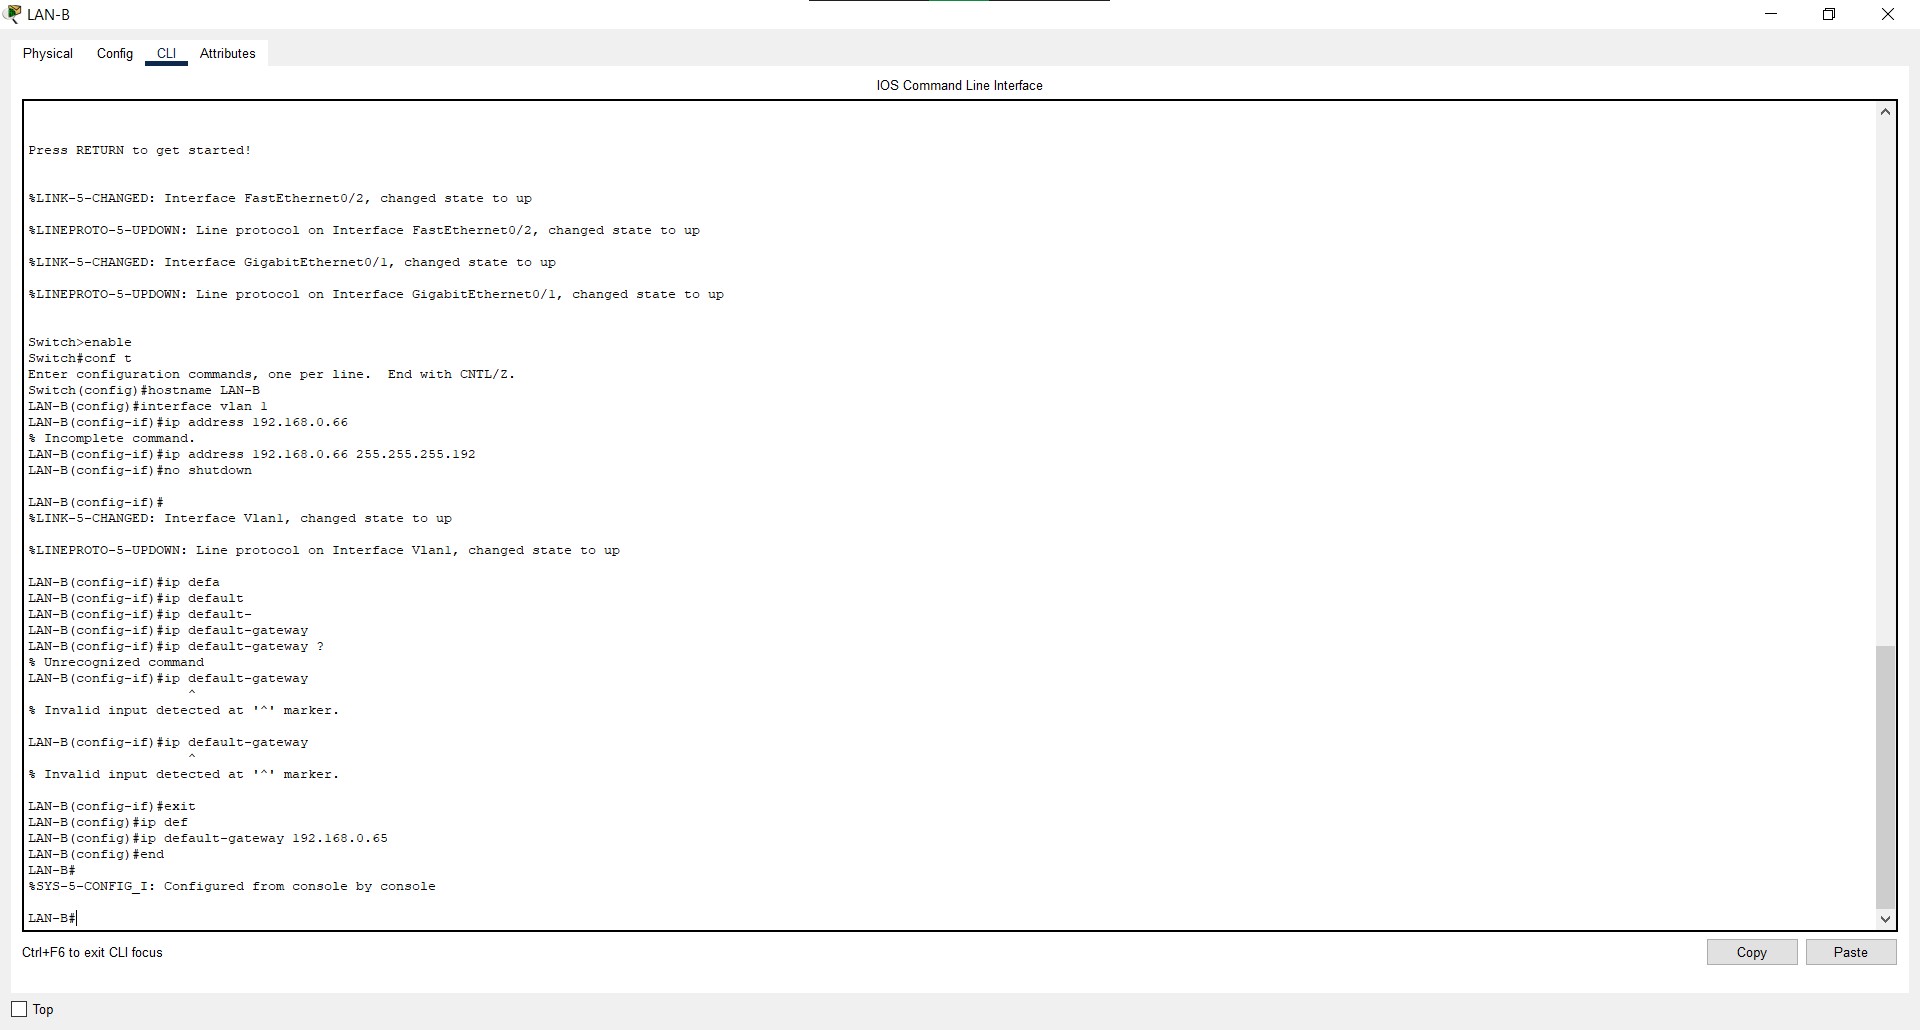 LAN-B
Physical Config CLI Attributes
IOS Command Line Interface
Press RETURN to get started!
%LINK-5-CHANGED: Interface FastEthernet0/2, changed state to up
%LINEPROTO-5-UPDOWN: Line protocol on Interface FastEthernet0/2, changed state to up
%LINK-5-CHANGED: Interface GigabitEthernet0/1, changed state to up
%LINEPROTO-5-UPDOWN: Line protocol on Interface GigabitEthernet0/1, changed state to up
Switch>enable
Switch#conf t
Enter configuration commands, one per line.  End with CNTL/Z.
Switch(config)#hostname LAN-B
LAN-B(config)#interface vlan 1
LAN-B(config-if)#ip address 192.168.0.66
% Incomplete command.
LAN-B(config-if)#ip address 192.168.0.66 255.255.255.192
LAN-B(config-if)#no shutdown
LAN-B(config-if)#
%LINK-5-CHANGED: Interface Vlan1, changed state to up
%LINEPROTO-5-UPDOWN: Line protocol on Interface Vlan1, changed state to up
LAN-B(config-if)#ip defa
LAN-B(config-if)#ip default
LAN-B(config-if)#ip default-
LAN-B(config-if)#ip default-gateway
LAN-B(config-if)#ip default-gateway ?
% Unrecognized command
LAN-B(config-if)#ip default-gateway
^
% Invalid input detected at '^' marker.
LAN-B(config-if)#ip default-gateway
^
% Invalid input detected at '^' marker.
LAN-B(config-if)#exit
LAN-B(config)#ip def
LAN-B(config)#ip default-gateway 192.168.0.65
LAN-B(config)#end
LAN-B#
%SYS-5-CONFIG_I: Configured from console by console
LAN-B#
Ctrl+F6 to exit CLI focus
Copy Paste
Top